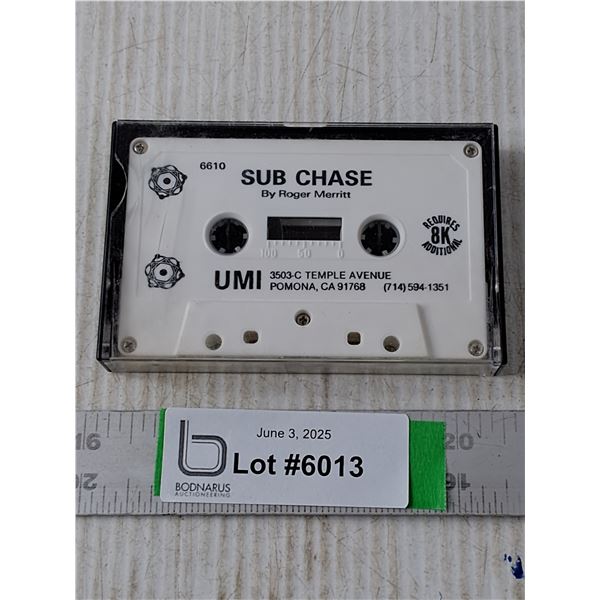 6610
SUB CHASE
By Roger Merritt
100 50 0
REQUIRES
8K
ADDITIONAL
UMI
3503-C TEMPLE AVENUE
POMONA, CA 91768 (714) 594-1351
June 3, 2025
Lot #6013
BODNARUS
AUCTIONEERING
16
20
16